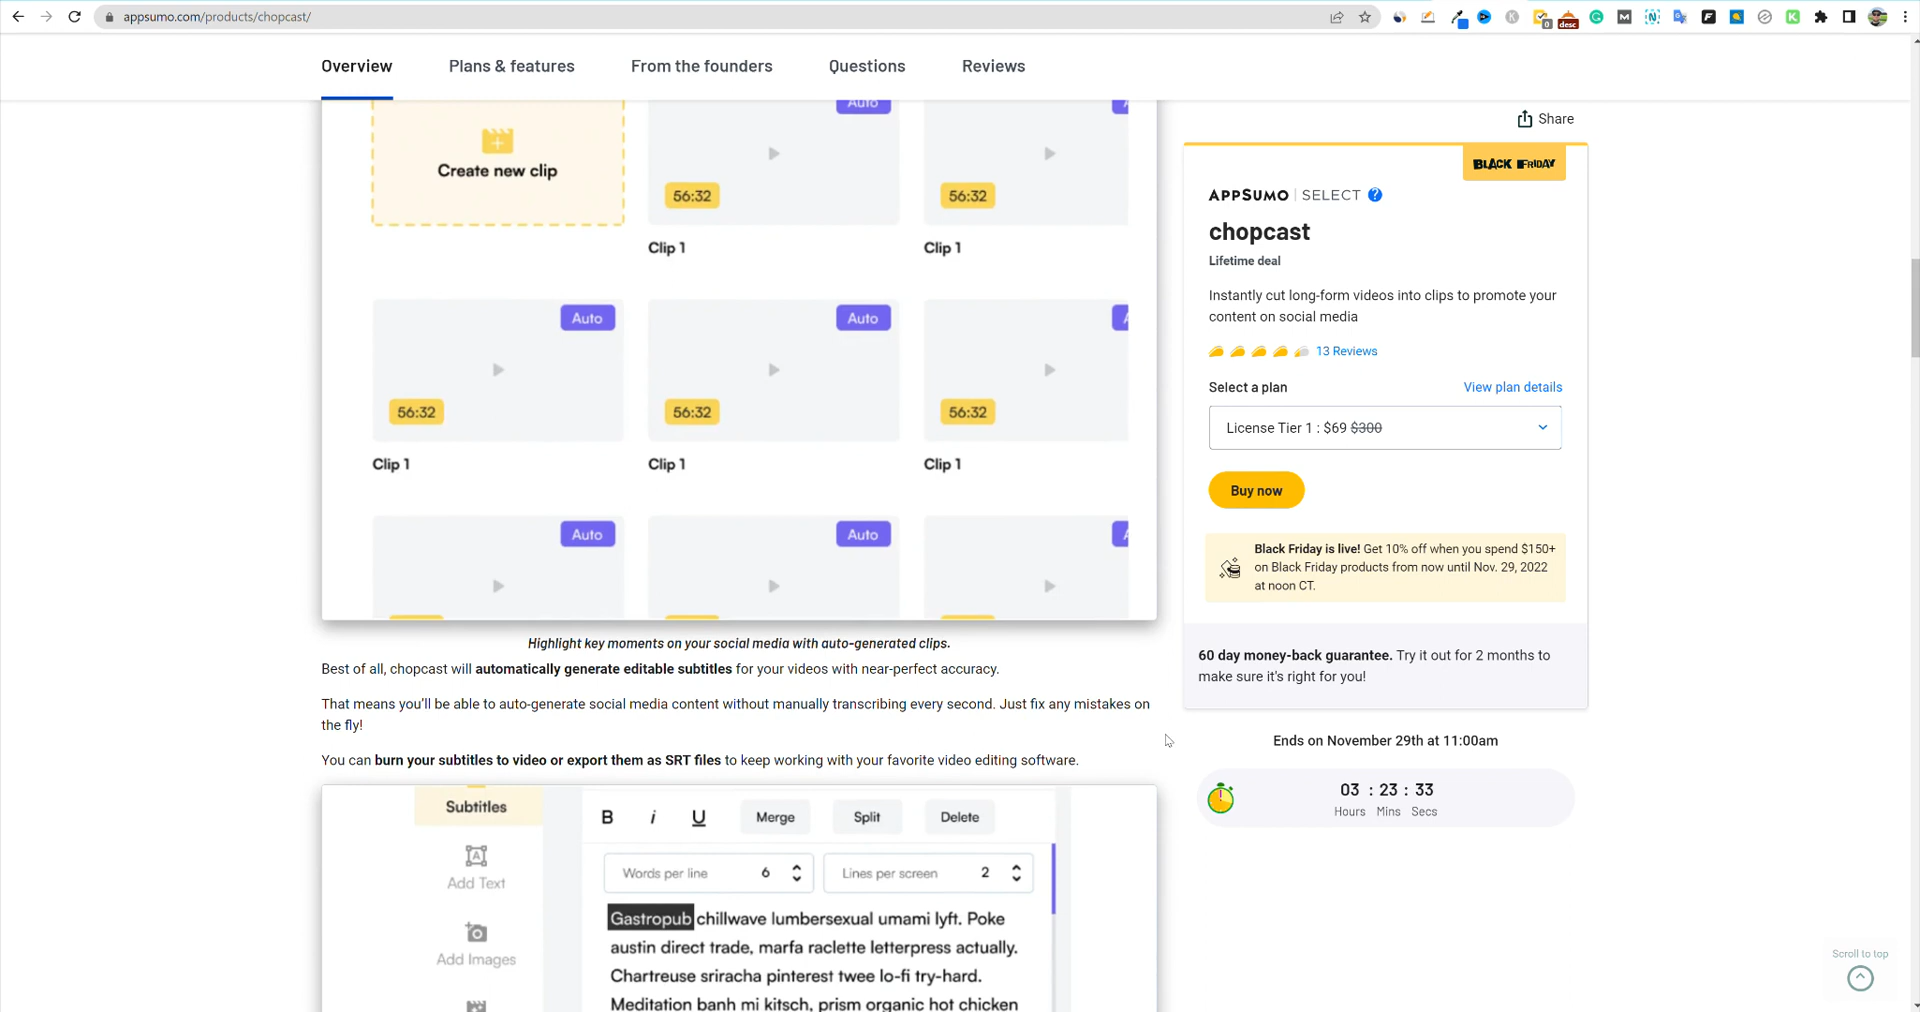 appsumo.com/products/chopcast/
0
desc
Overview
Plans & features
From the founders
Questions
Reviews
Share
Auto
Auto
Create new clip
56:32
56:32
Clip 1
Clip 1
Auto
Auto
56:32
56:32
56:32
Clip 1
Clip 1
Clip 1
Auto
Auto
Highlight key moments on your social media with auto-generated clips.
Best of all, chopcast will automatically generate editable subtitles for your videos with near-perfect accuracy.
That means you'll be able to auto-generate social media content without manually transcribing every second. Just fix any mistakes on
the fly!
You can burn your subtitles to video or export them as SRT files to keep working with your favorite video editing software.
Subtitles
B i U Merge Split Delete
Add Text
Words per line 6
Lines per screen 2
Add Images
Gastropub chillwave lumbersexual umami lyft. Poke
austin direct trade, marfa raclette letterpress actually.
Chartreuse sriracha pinterest twee lo-fi try-hard.
Meditation banh mi kitsch, prism organic hot chicken
BLACK FRIDAY
APPSUMO | SELECT ?
chopcast
Lifetime deal
Instantly cut long-form videos into clips to promote your
content on social media
13 Reviews
Select a plan
View plan details
License Tier 1 : $69 $300
Buy now
Black Friday is live! Get 10% off when you spend $150+
on Black Friday products from now until Nov. 29, 2022
at noon CT.
60 day money-back guarantee. Try it out for 2 months to
make sure it's right for you!
Ends on November 29th at 11:00am
03 : 23 : 33
Hours Mins Secs
Scroll to top